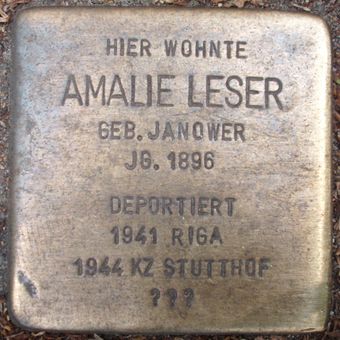 HIER WOHNTE
AMALIE LESER
GEB. JANOWER
JG. 1896
DEPORTIERT
1941 RIGA
1944 KZ STUTTHOF
???